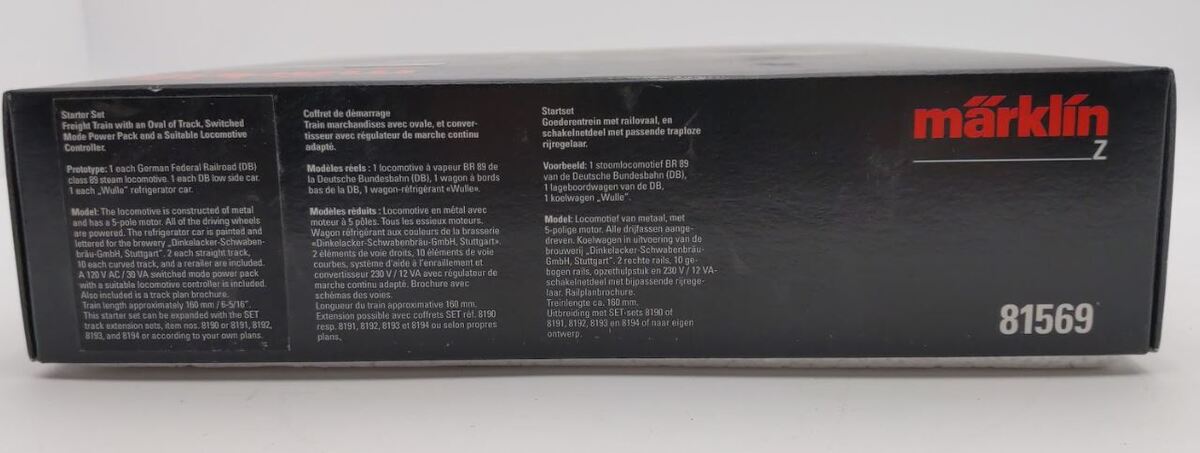 Starter Set
Freight Train with an Oval of Track, Switched
Mode Power Pack and a Suitable Locomotive
Controller.
Prototype: 1 each German Federal Railroad (DB)
class 89 steam locomotive. 1 each DB low side car.
1 each „Wulle" refrigerator car.
Model: The locomotive is constructed of metal
and has a 5-pole motor. All of the driving wheels
are powered. The refrigerator car is painted and
lettered for the brewery „Dinkelacker-Schwaben-
bräu-GmbH, Stuttgart". 2 each straight track,
10 each curved track, and a rerailer are included.
A 120 V AC / 30 VA switched mode power pack
with a suitable locomotive controller is included.
Also included is a track plan brochure.
Train length approximately 160 mm / 6-5/16".
This starter set can be expanded with the SET
track extension sets, item nos. 8190 or 8191, 8192,
8193, and 8194 or according to your own plans.
Coffret de démarrage
Train marchandises avec ovale, et conver-
tisseur avec régulateur de marche continu
adapté.
Modèles réels : 1 locomotive à vapeur BR 89 de
la Deutsche Bundesbahn (DB), 1 wagon à bords
bas de la DB, 1 wagon-réfrigérant «Wulle».
Modèles réduits : Locomotive en métal avec
moteur à 5 pôles. Tous les essieux moteurs.
Wagon réfrigérant aux couleurs de la brasserie
«Dinkelacker-Schwabenbräu-GmbH, Stuttgart».
2 éléments de voie droits, 10 éléments de voie
courbes, système d'aide à l'enraillement et
convertisseur 230 V / 12 VA avec régulateur de
marche continu adapté. Brochure avec
schémas des voies.
Longueur du train approximative 160 mm.
Extension possible avec coffrets SET réf. 8190
resp. 8191, 8192, 8193 et 8194 ou selon propres
plans.
Startset
Goederentrein met railovaal, en
schakelnetdeel met passende traploze
rijregelaar.
Voorbeeld: 1 stoomlocomotief BR 89
van de Deutsche Bundesbahn (DB),
1 lageboordwagen van de DB,
1 koelwagen „Wulle".
Model: Locomotief van metaal, met
5-polige motor. Alle drijfassen aange-
dreven. Koelwagen in uitvoering van de
brouwerij „Dinkelacker-Schwabenbräu-
GmbH, Stuttgart". 2 rechte rails, 10 ge-
bogen rails, opzethulpstuk en 230 V / 12 VA-
schakelnetdeel met bijpassende rijrege-
laar. Railplanbrochure.
Treinlengte ca. 160 mm.
Uitbreiding met SET-sets 8190 of
8191, 8192, 8193 en 8194 of naar eigen
ontwerp.
märklin
Z
81569